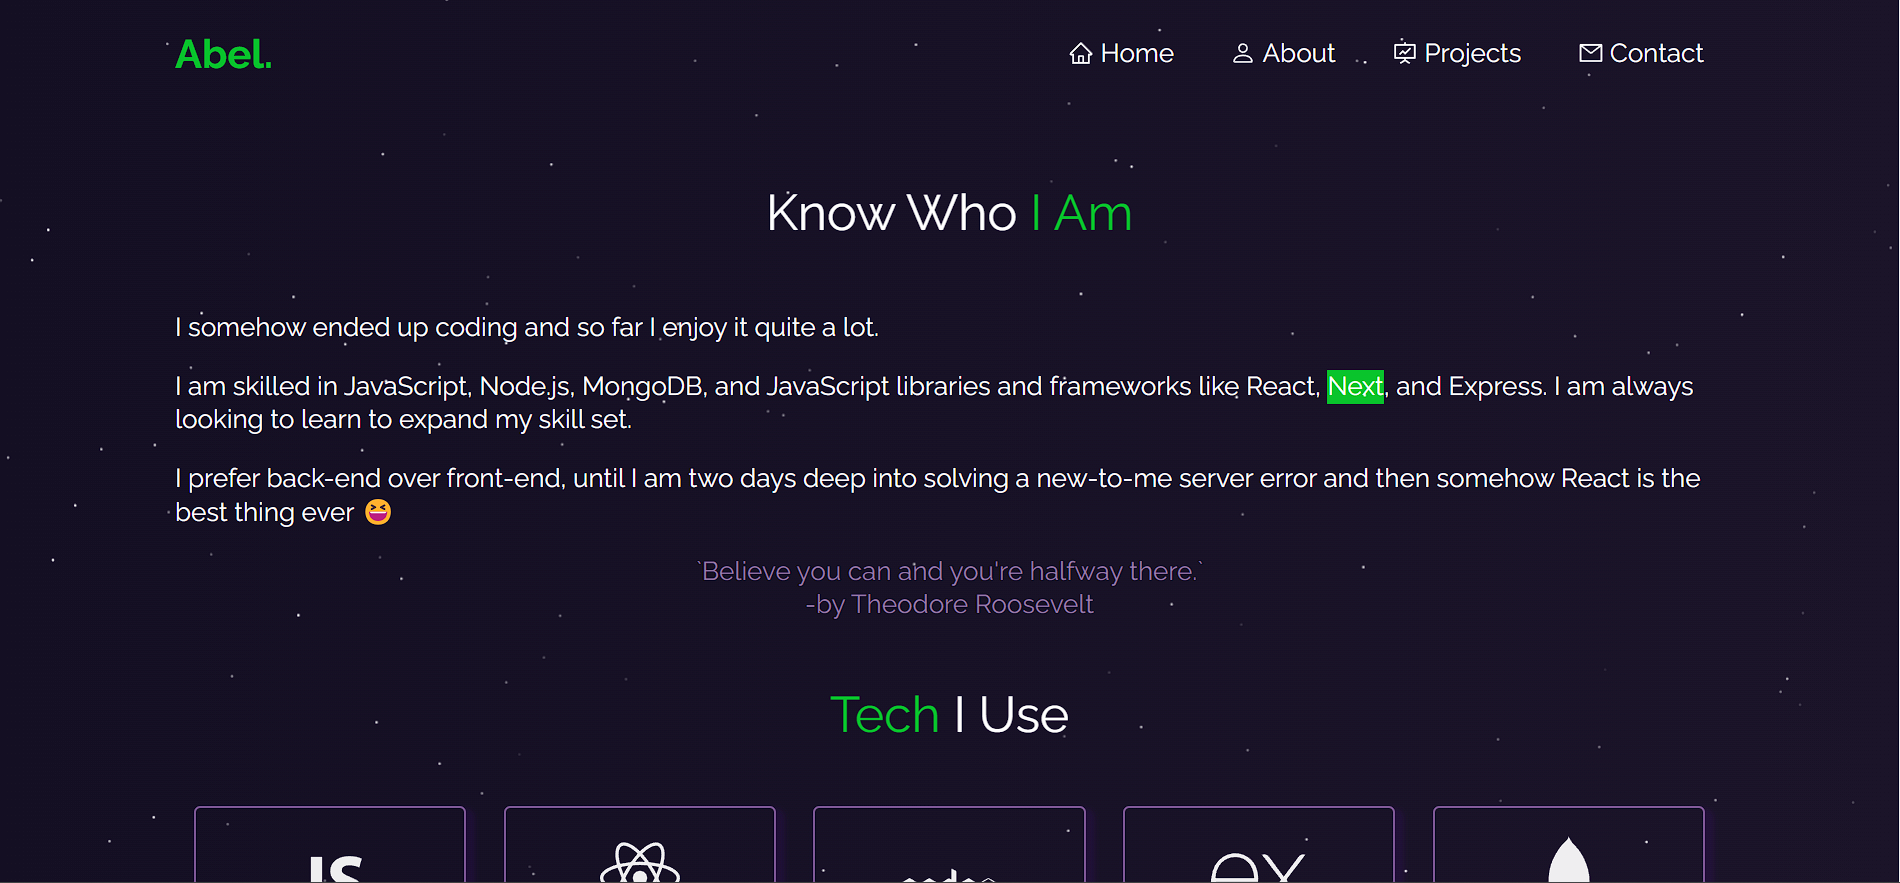 Abel.
Home About Projects Contact
Know Who I Am
I somehow ended up coding and so far I enjoy it quite a lot.
I am skilled in JavaScript, Node.js, MongoDB, and JavaScript libraries and frameworks like React, Next, and Express. I am always
looking to learn to expand my skill set.
I prefer back-end over front-end, until I am two days deep into solving a new-to-me server error and then somehow React is the
best thing ever 😆
`Believe you can and you're halfway there.`
-by Theodore Roosevelt
Tech I Use
JS
ex